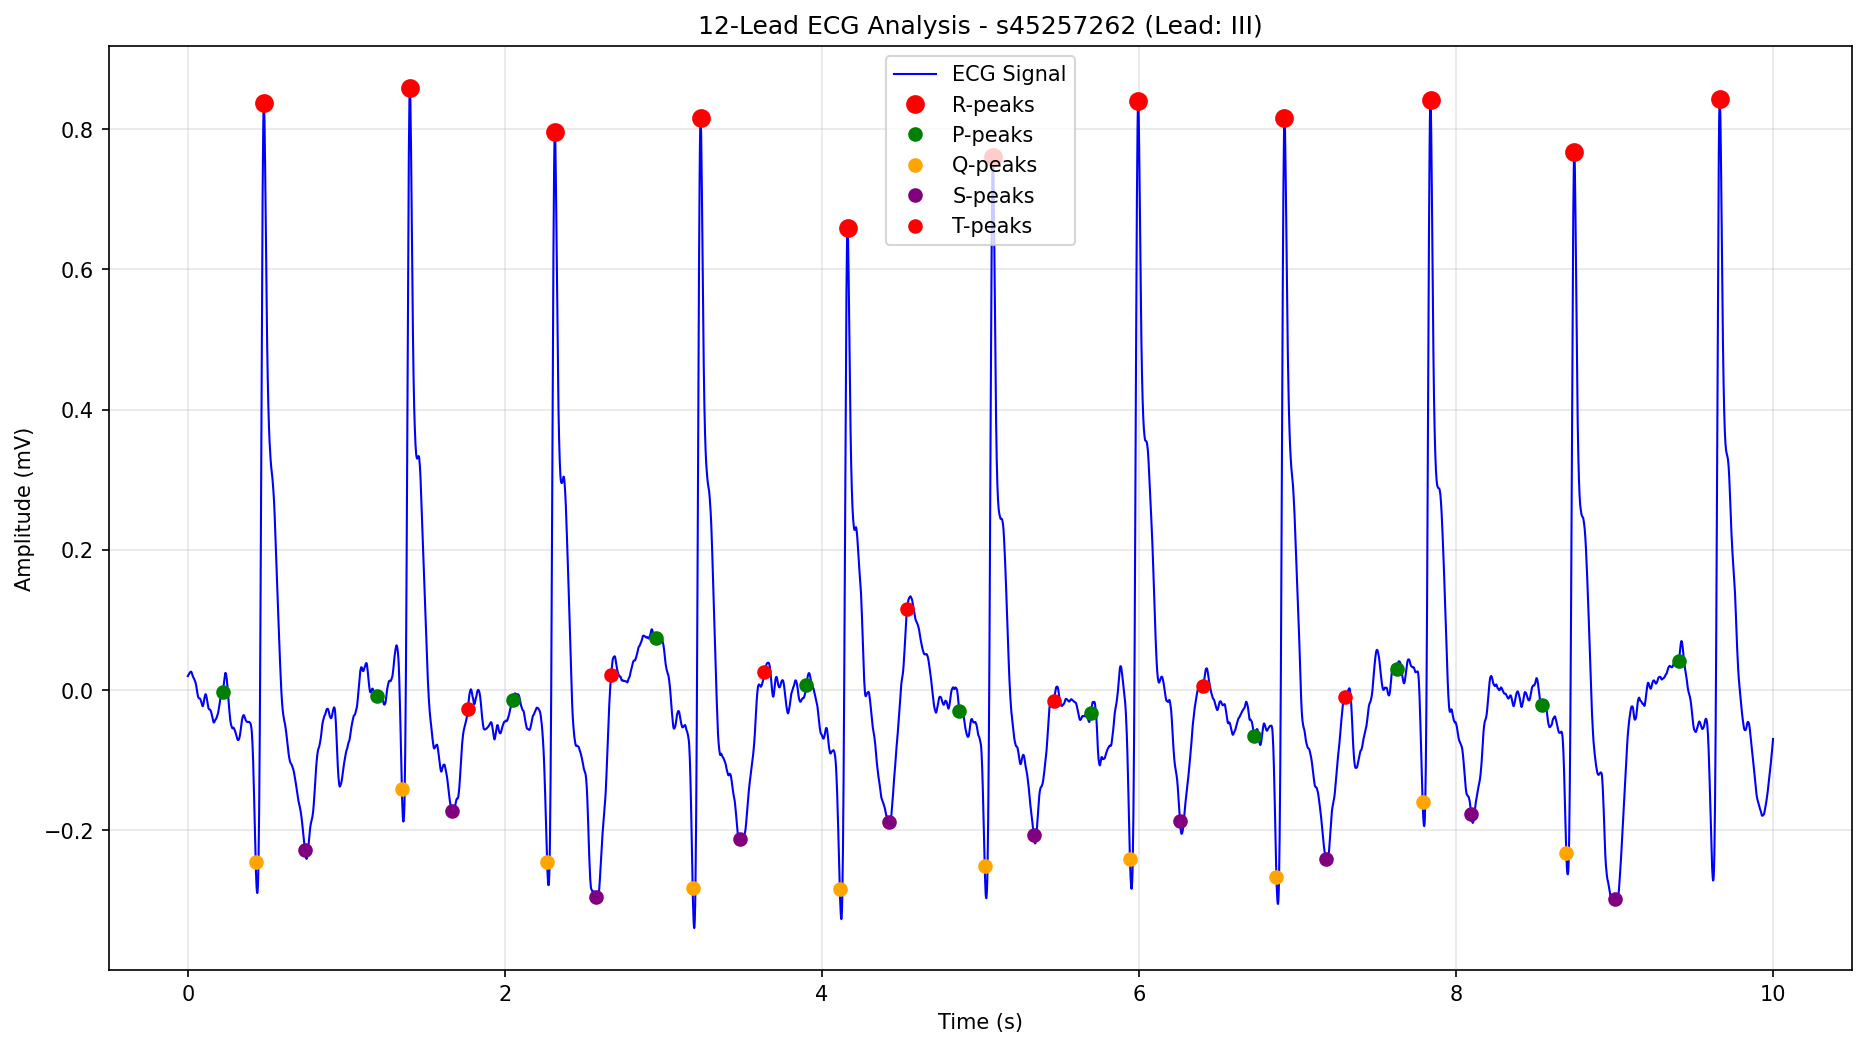 12-Lead ECG Analysis - s45257262 (Lead: III)
ECG Signal
R-peaks
P-peaks
Q-peaks
S-peaks
T-peaks
Amplitude (mV)
0.8
0.6
0.4
0.2
0.0
−0.2
0 2 4 6 8 10
Time (s)